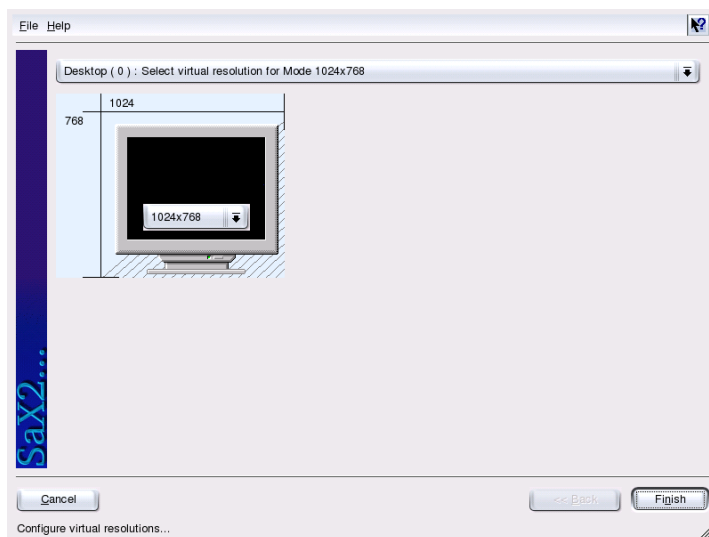 File Help
Desktop ( 0 ) : Select virtual resolution for Mode 1024x768
1024
768
1024x768
SaX2...
Cancel
<< Back
Finish
Configure virtual resolutions...